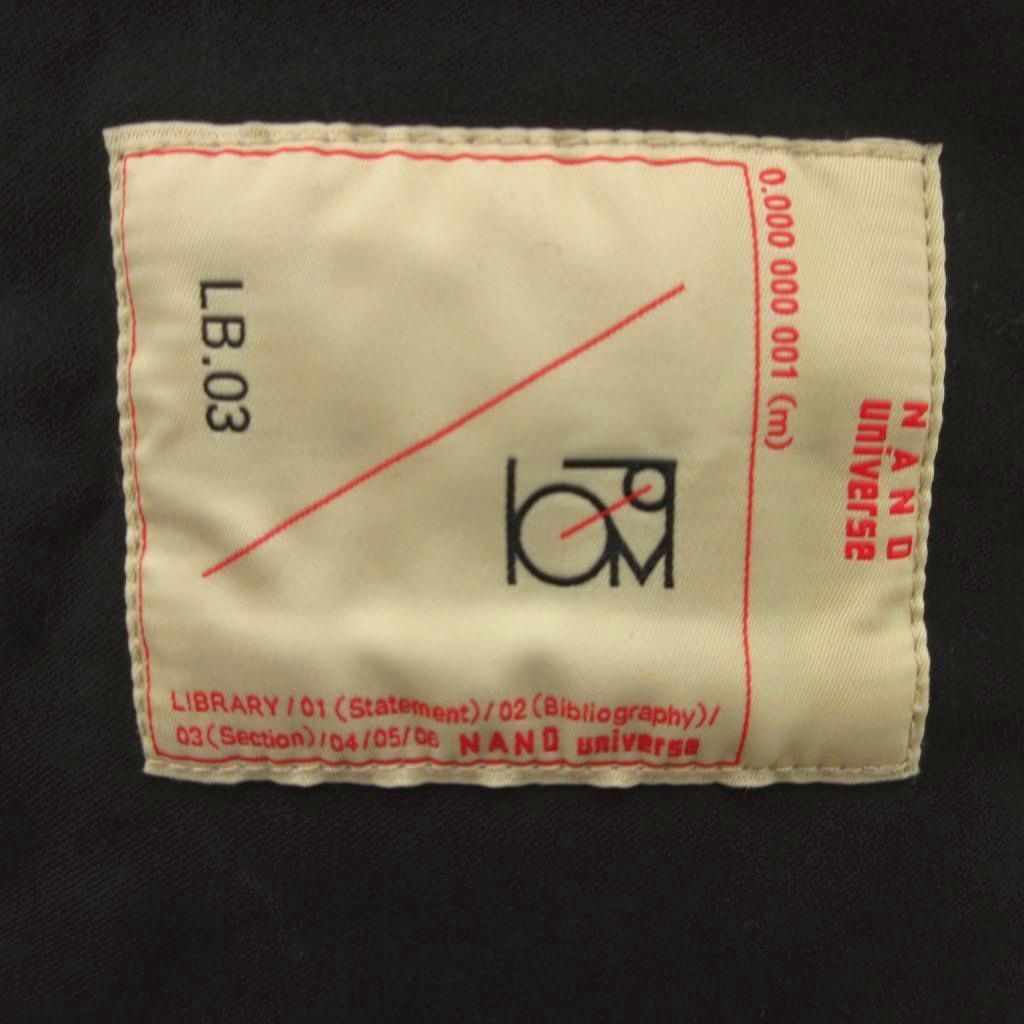 NANO
universe
0.000 000 001 (m)
LB.03
LIBRARY/01 (Statement)/02(Bibliography)/
03(Section)/04/05/06 NANO universe